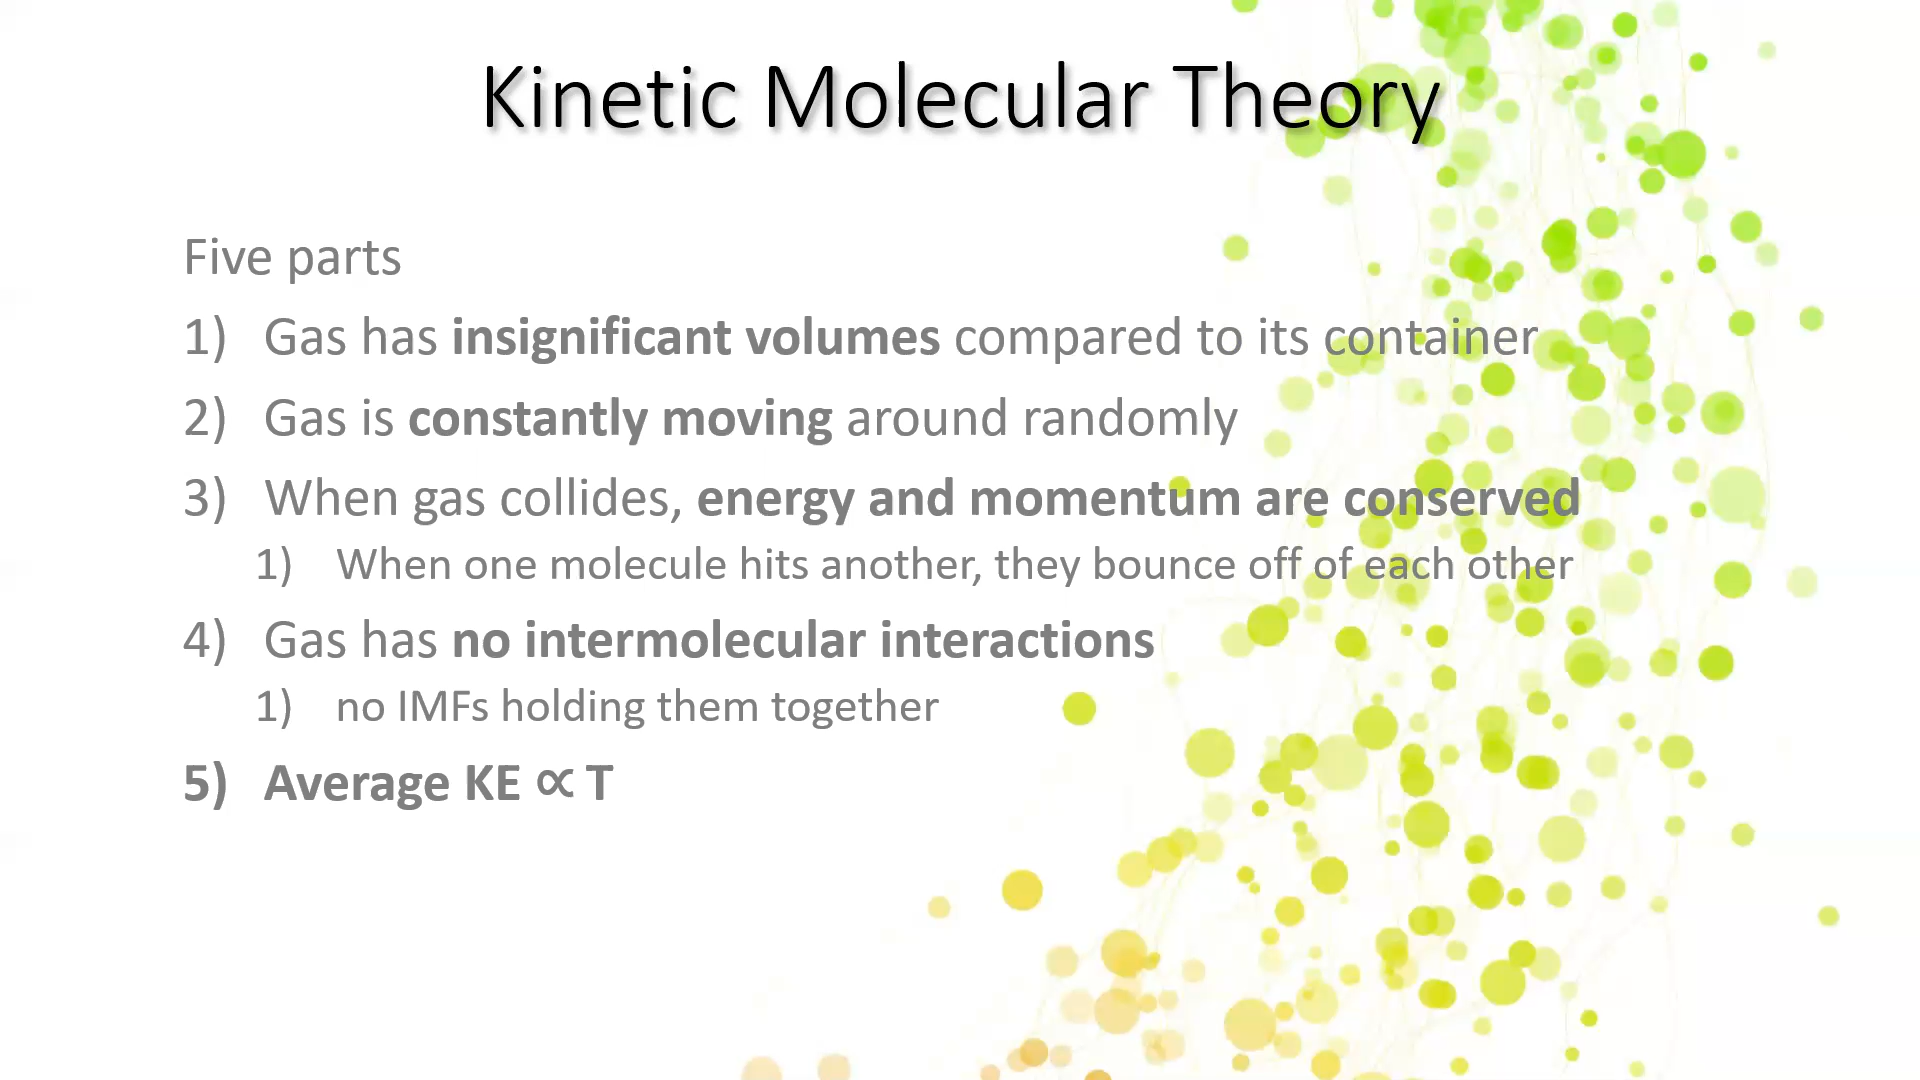 Kinetic Molecular Theory
Five parts
1) Gas has insignificant volumes compared to its container
2) Gas is constantly moving around randomly
3) When gas collides, energy and momentum are conserved
1) When one molecule hits another, they bounce off of each other
4) Gas has no intermolecular interactions
1) no IMFs holding them together
5) Average KE ∝ T